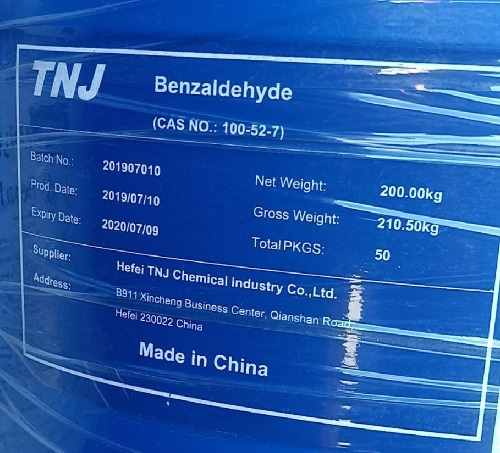 TNJ
Benzaldehyde
(CAS NO.: 100-52-7)
Batch No.: 201907010
Prod. Date: 2019/07/10
Expiry Date: 2020/07/09
Net Weight: 200.00kg
Gross Weight: 210.50kg
Total PKGS: 50
Supplier: Hefei TNJ Chemical industry Co.,Ltd.
Address: B911 Xincheng Business Center, Qianshan Road,
Hefei 230022 China
Made in China